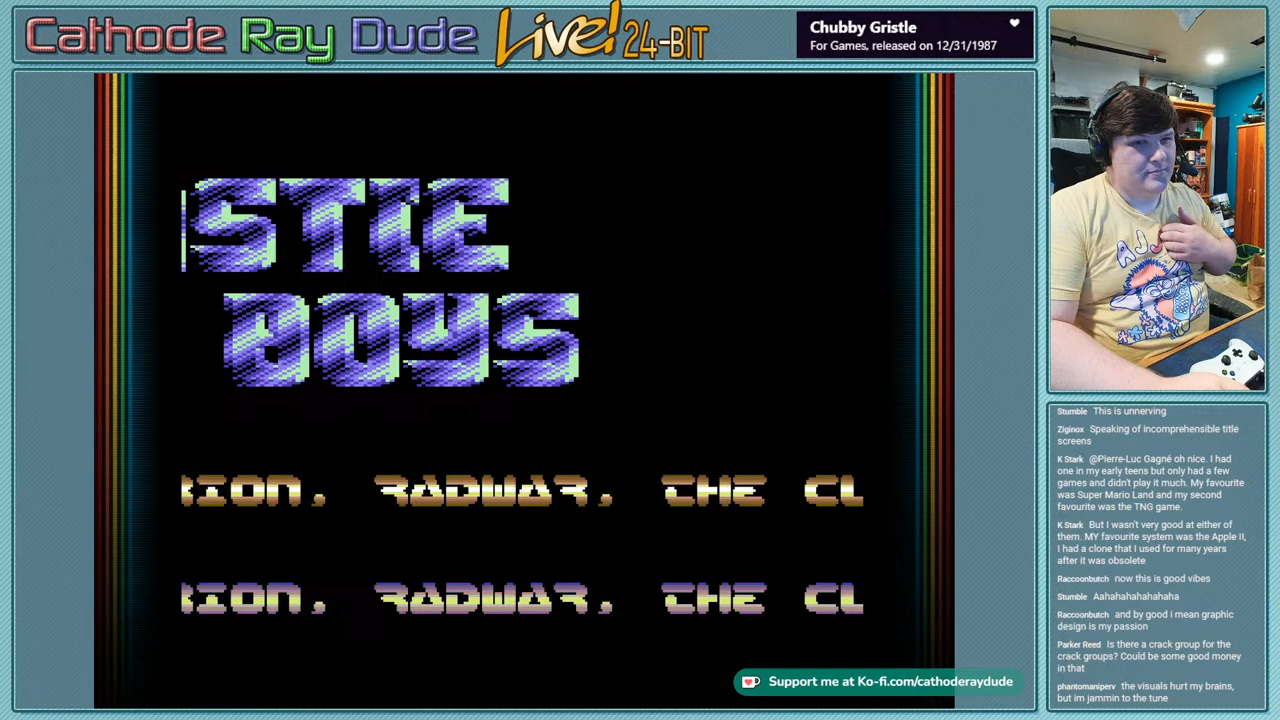 Cathode Ray Dude Live! 24-BIT
Chubby Gristle
For Games, released on 12/31/1987
STIE
BOYS
KION, RADWAR, THE CL
KION, RADWAR, THE CL
Support me at Ko-fi.com/cathoderaydude
AJJ
Stumble This is unnerving
Ziginox Speaking of incomprehensible title
screens
K Stark @Pierre-Luc Gagné oh nice. I had
one in my early teens but only had a few
games and didn't play it much. My favourite
was Super Mario Land and my second
favourite was the TNG game.
K Stark But I wasn't very good at either of
them. MY favourite system was the Apple II,
I had a clone that I used for many years
after it was obsolete
Raccoonbutch now this is good vibes
Stumble Aahahahahahahaha
Raccoonbutch and by good i mean graphic
design is my passion
Parker Reed Is there a crack group for the
crack groups? Could be some good money
in that
phantomaniperv the visuals hurt my brains,
but im jammin to the tune